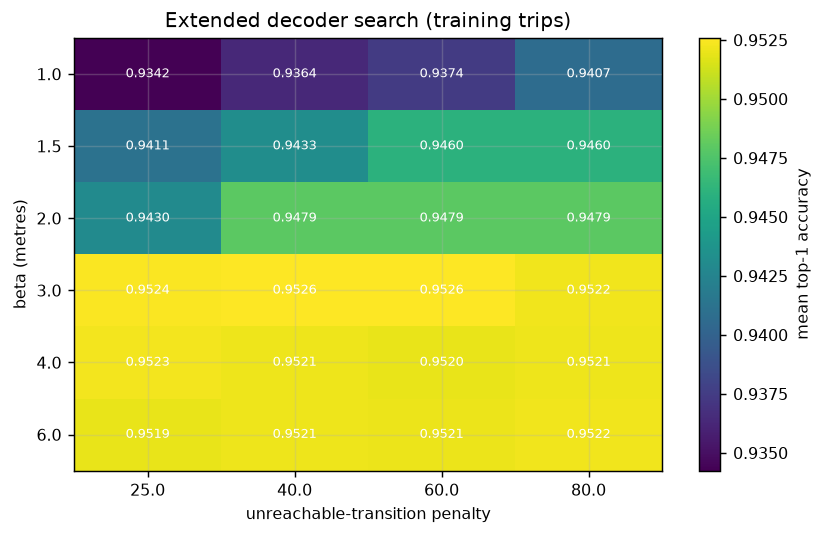 Extended decoder search (training trips)
beta (metres)
1.0 0.9342 0.9364 0.9374 0.9407
1.5 0.9411 0.9433 0.9460 0.9460
2.0 0.9430 0.9479 0.9479 0.9479
3.0 0.9524 0.9526 0.9526 0.9522
4.0 0.9523 0.9521 0.9520 0.9521
6.0 0.9519 0.9521 0.9521 0.9522
25.0 40.0 60.0 80.0
unreachable-transition penalty
0.9525
0.9500
0.9475
0.9450
0.9425
0.9400
0.9375
0.9350
mean top-1 accuracy